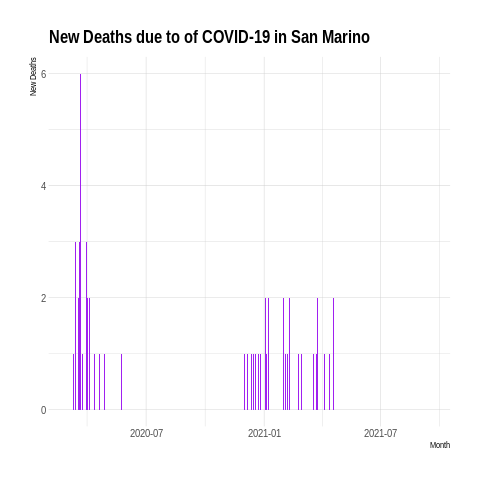 New Deaths due to of COVID-19 in San Marino
New Deaths
6
4
2
0
2020-07
2021-01
2021-07
Month